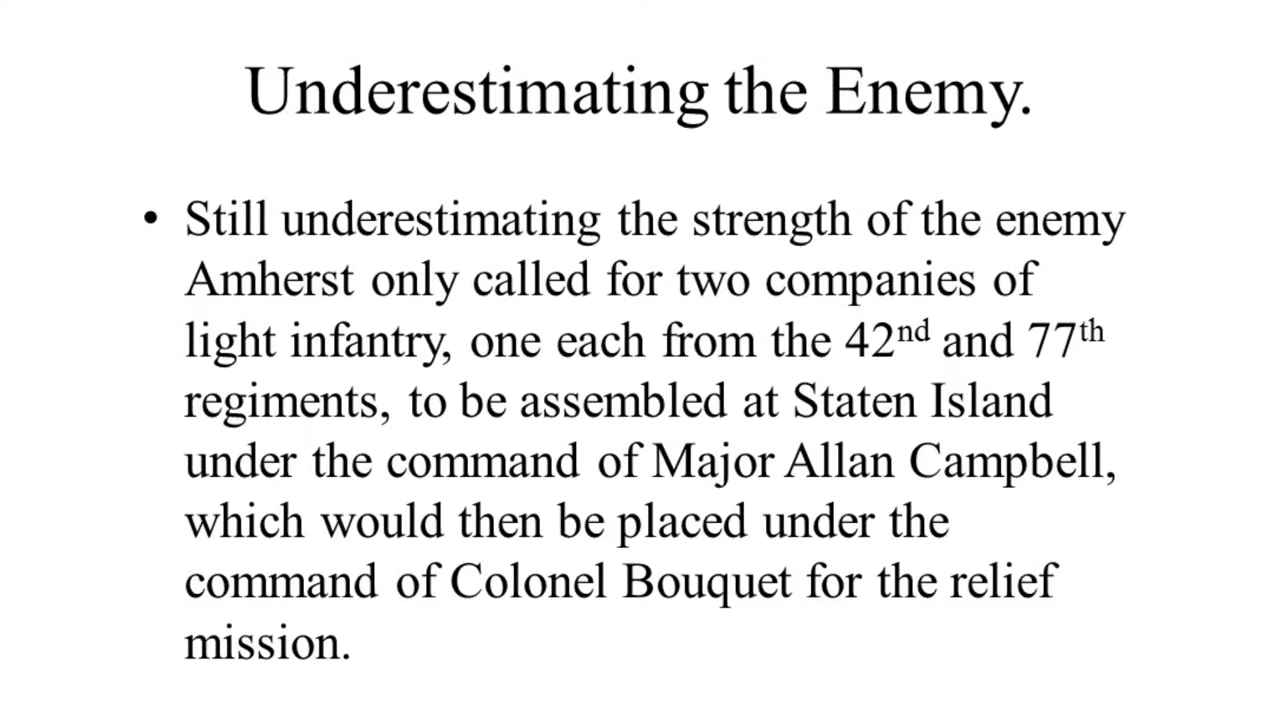 Underestimating the Enemy.
• Still underestimating the strength of the enemy
Amherst only called for two companies of
light infantry, one each from the 42nd and 77th
regiments, to be assembled at Staten Island
under the command of Major Allan Campbell,
which would then be placed under the
command of Colonel Bouquet for the relief
mission.